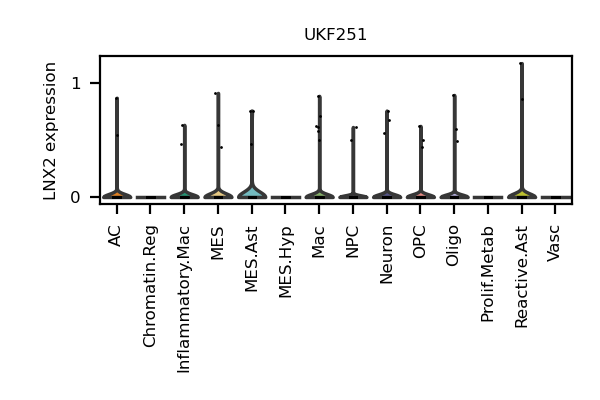 UKF251
LNX2 expression
1
0
AC
Chromatin.Reg
Inflammatory.Mac
MES
MES.Ast
MES.Hyp
Mac
NPC
Neuron
OPC
Oligo
Prolif.Metab
Reactive.Ast
Vasc